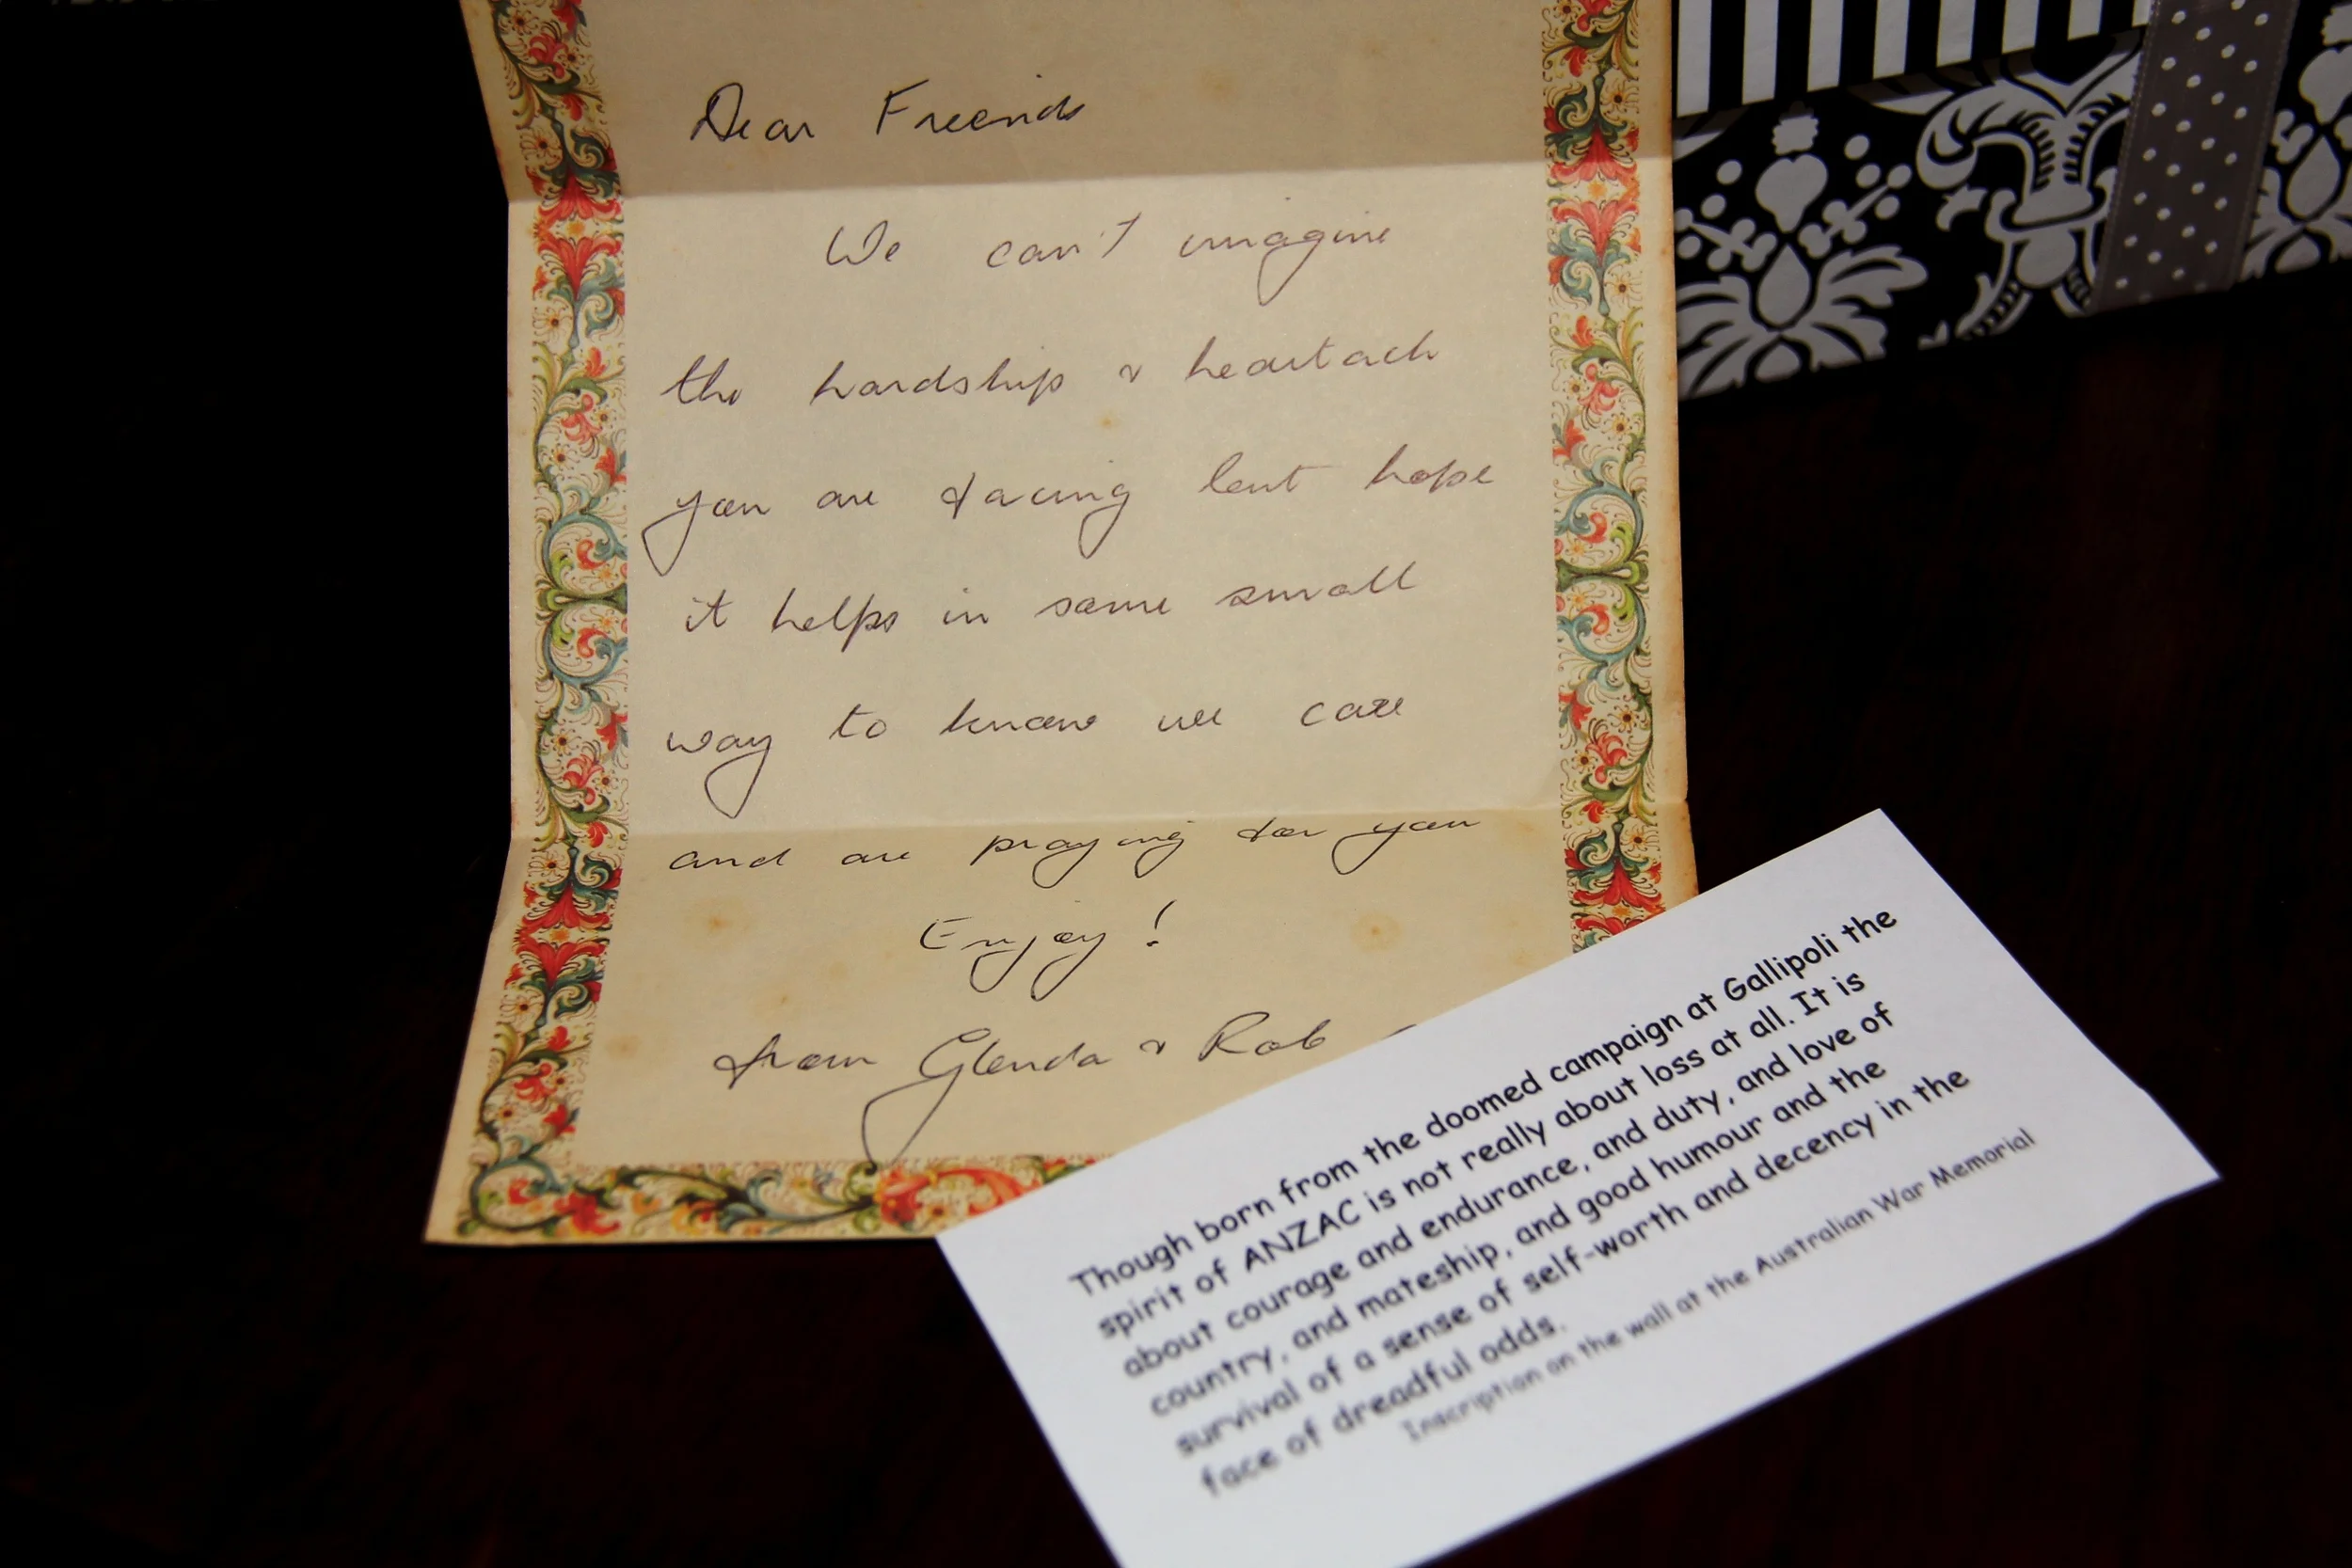 Dear Friends
We can't imagine
the hardship & heartach
you are facing but hope
it helps in some small
way to know we care
and are praying for you
Enjoy!
from Glenda & Rob
Though born from the doomed campaign at Gallipoli the
spirit of ANZAC is not really about loss at all. It is
about courage and endurance, and duty, and love of
country, and mateship, and good humour and the
survival of a sense of self-worth and decency in the
face of dreadful odds.
Inscription on the wall at the Australian War Memorial